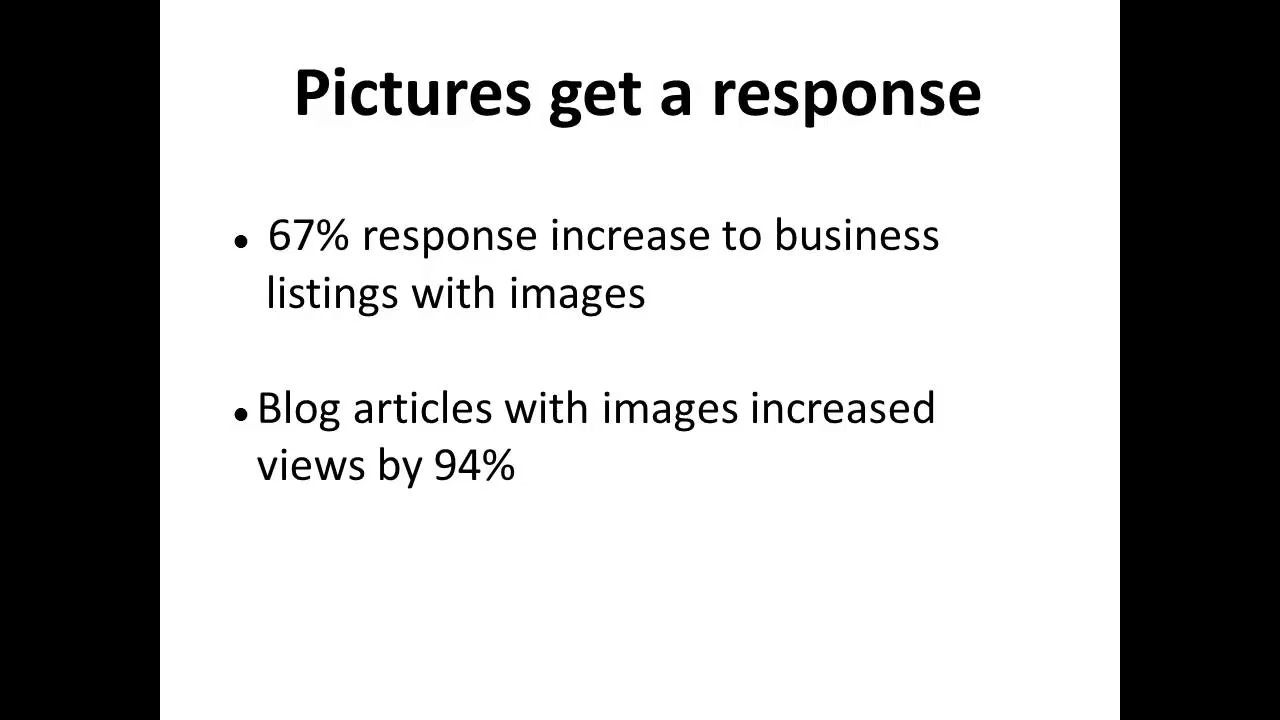 Pictures get a response
• 67% response increase to business
listings with images
• Blog articles with images increased
views by 94%